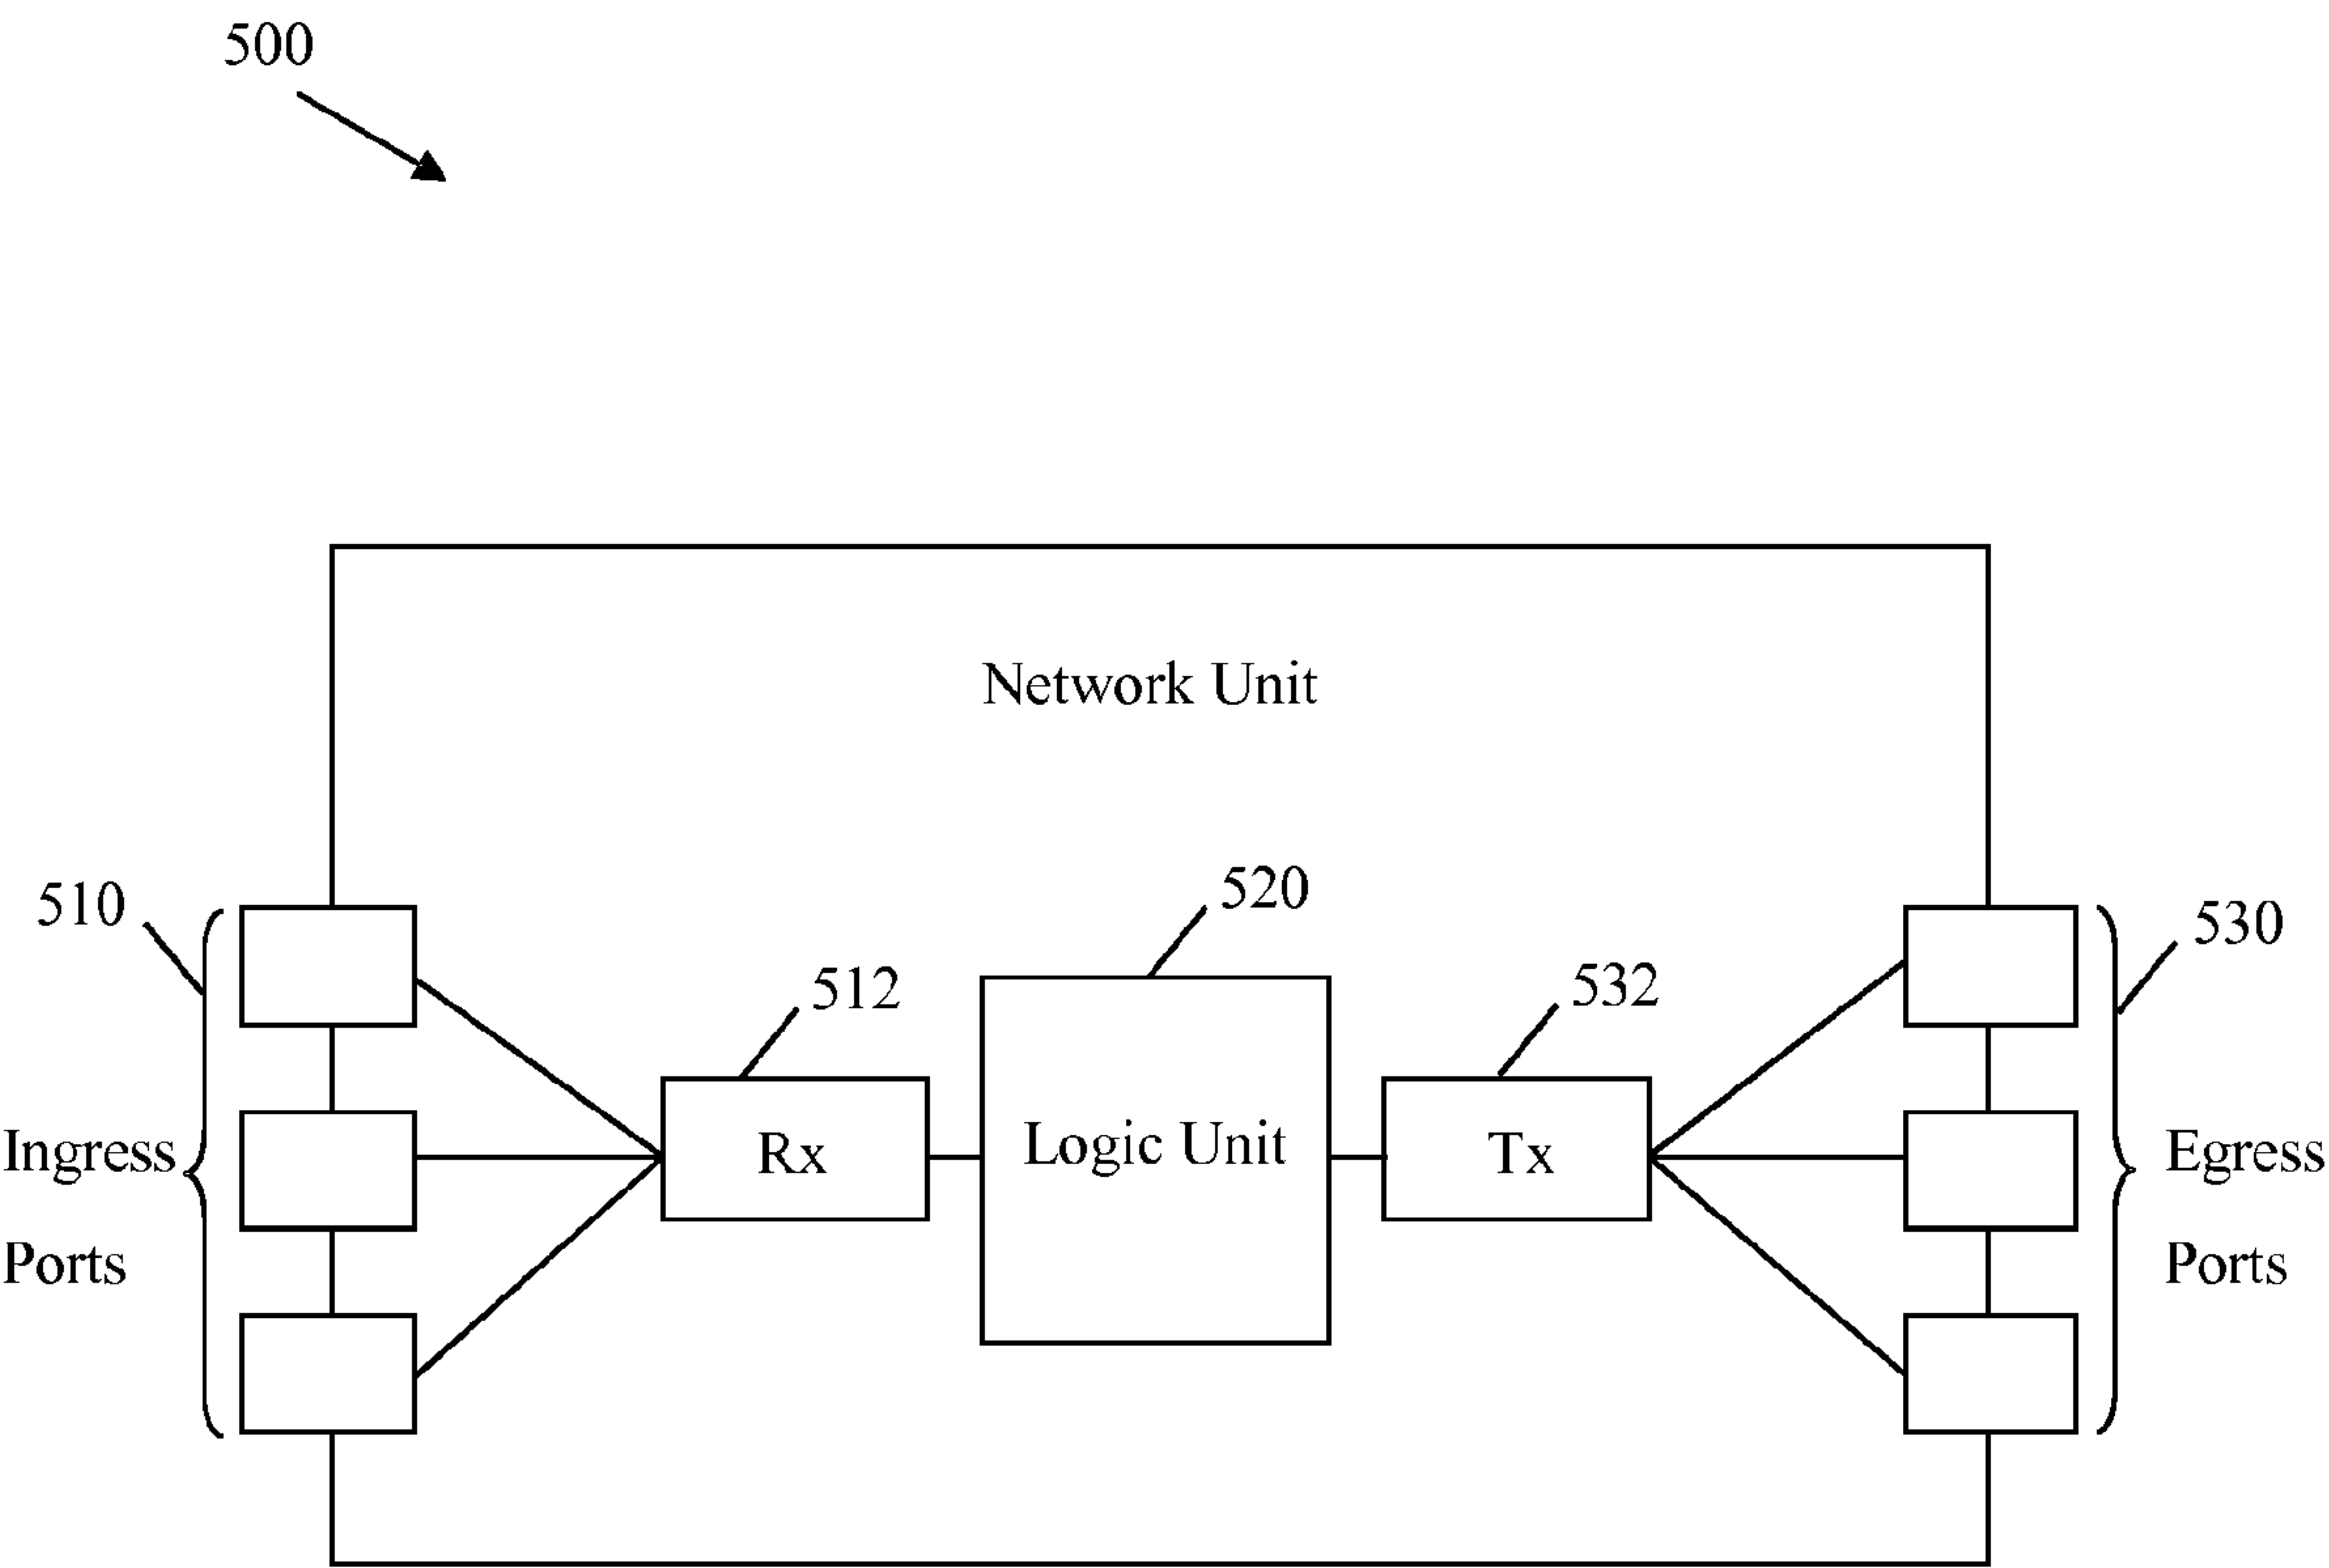 500
Network Unit
510
520
530
512
532
Ingress
Ports
Rx
Logic Unit
Tx
Egress
Ports